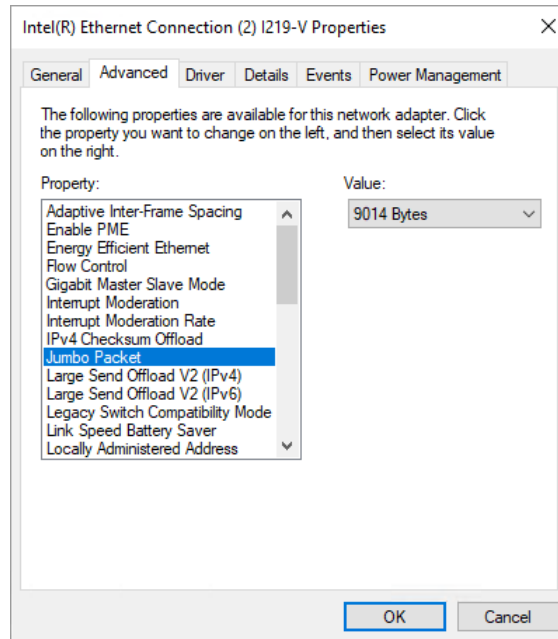 Intel(R) Ethernet Connection (2) I219-V Properties
General Advanced Driver Details Events Power Management
The following properties are available for this network adapter. Click
the property you want to change on the left, and then select its value
on the right.
Property:
Value:
Adaptive Inter-Frame Spacing
Enable PME
Energy Efficient Ethernet
Flow Control
Gigabit Master Slave Mode
Interrupt Moderation
Interrupt Moderation Rate
IPv4 Checksum Offload
Jumbo Packet
Large Send Offload V2 (IPv4)
Large Send Offload V2 (IPv6)
Legacy Switch Compatibility Mode
Link Speed Battery Saver
Locally Administered Address
9014 Bytes
OK
Cancel